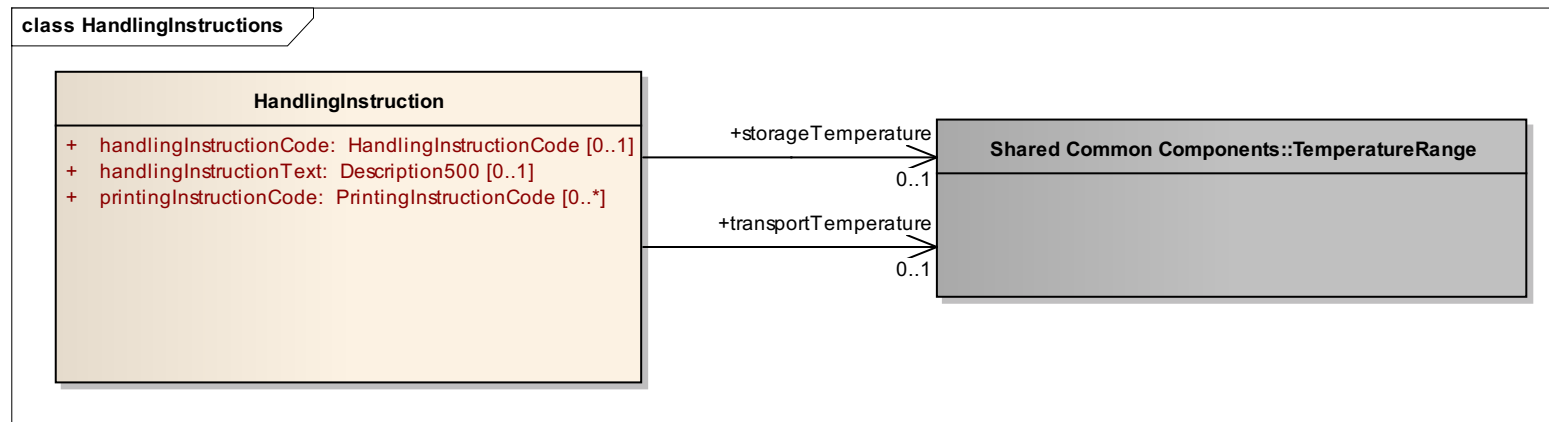 class HandlingInstructions
HandlingInstruction
+ handlingInstructionCode: HandlingInstructionCode [0..1]
+ handlingInstructionText: Description500 [0..1]
+ printingInstructionCode: PrintingInstructionCode [0..*]
+storageTemperature
0..1
+transportTemperature
0..1
Shared Common Components::TemperatureRange